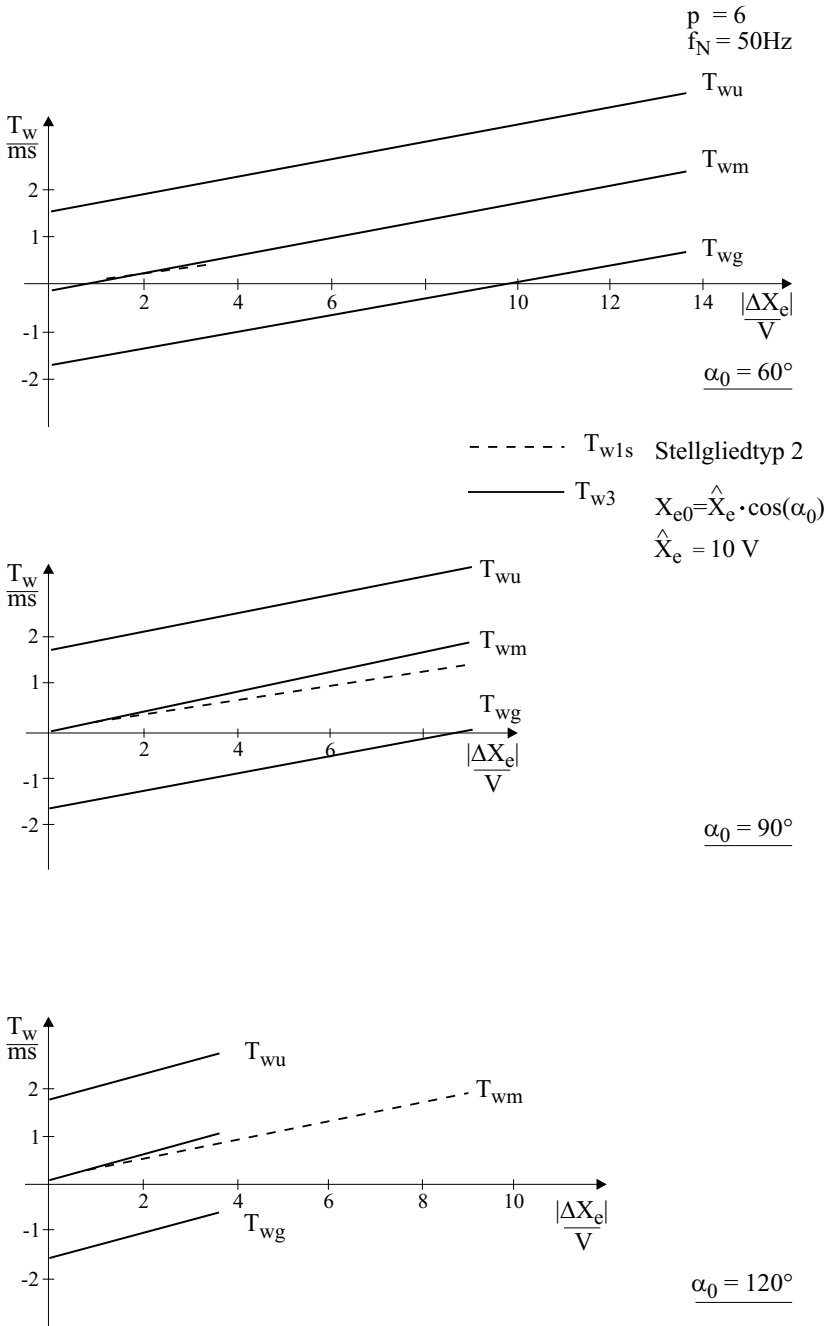 p = 6
f_N = 50Hz
T_w
ms
T_wu
T_wm
T_wg
2
1
-1
-2
2
4
6
8
10
12
14
|ΔX_e|
V
α_0 = 60°
T_w1s Stellgliedtyp 2
T_w3
X_e0=X̂_e·cos(α_0)
X̂_e = 10 V
T_w
ms
T_wu
T_wm
T_wg
2
1
-1
-2
2
4
6
|ΔX_e|
V
α_0 = 90°
T_w
ms
T_wu
T_wm
T_wg
2
1
-1
-2
2
4
6
8
10
|ΔX_e|
V
α_0 = 120°